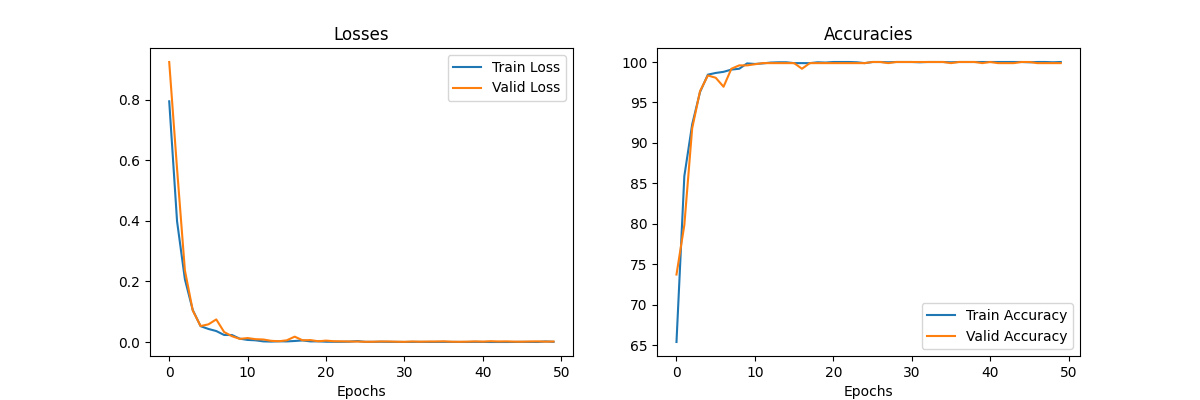 Losses
Train Loss
Valid Loss
0.8
0.6
0.4
0.2
0.0
0 10 20 30 40 50
Epochs
Accuracies
100
95
90
85
80
75
70
65
Train Accuracy
Valid Accuracy
0 10 20 30 40 50
Epochs